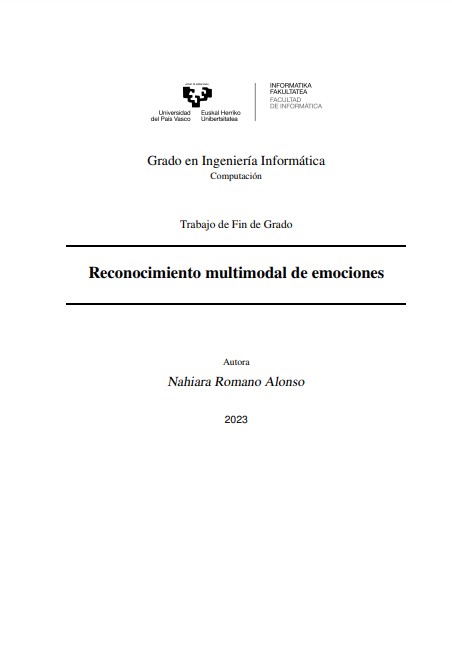 Universidad
del País Vasco
Euskal Herriko
Unibertsitatea
INFORMATIKA
FAKULTATEA
FACULTAD
DE INFORMÁTICA
Grado en Ingeniería Informática
Computación
Trabajo de Fin de Grado
Reconocimiento multimodal de emociones
Autora
Nahiara Romano Alonso
2023